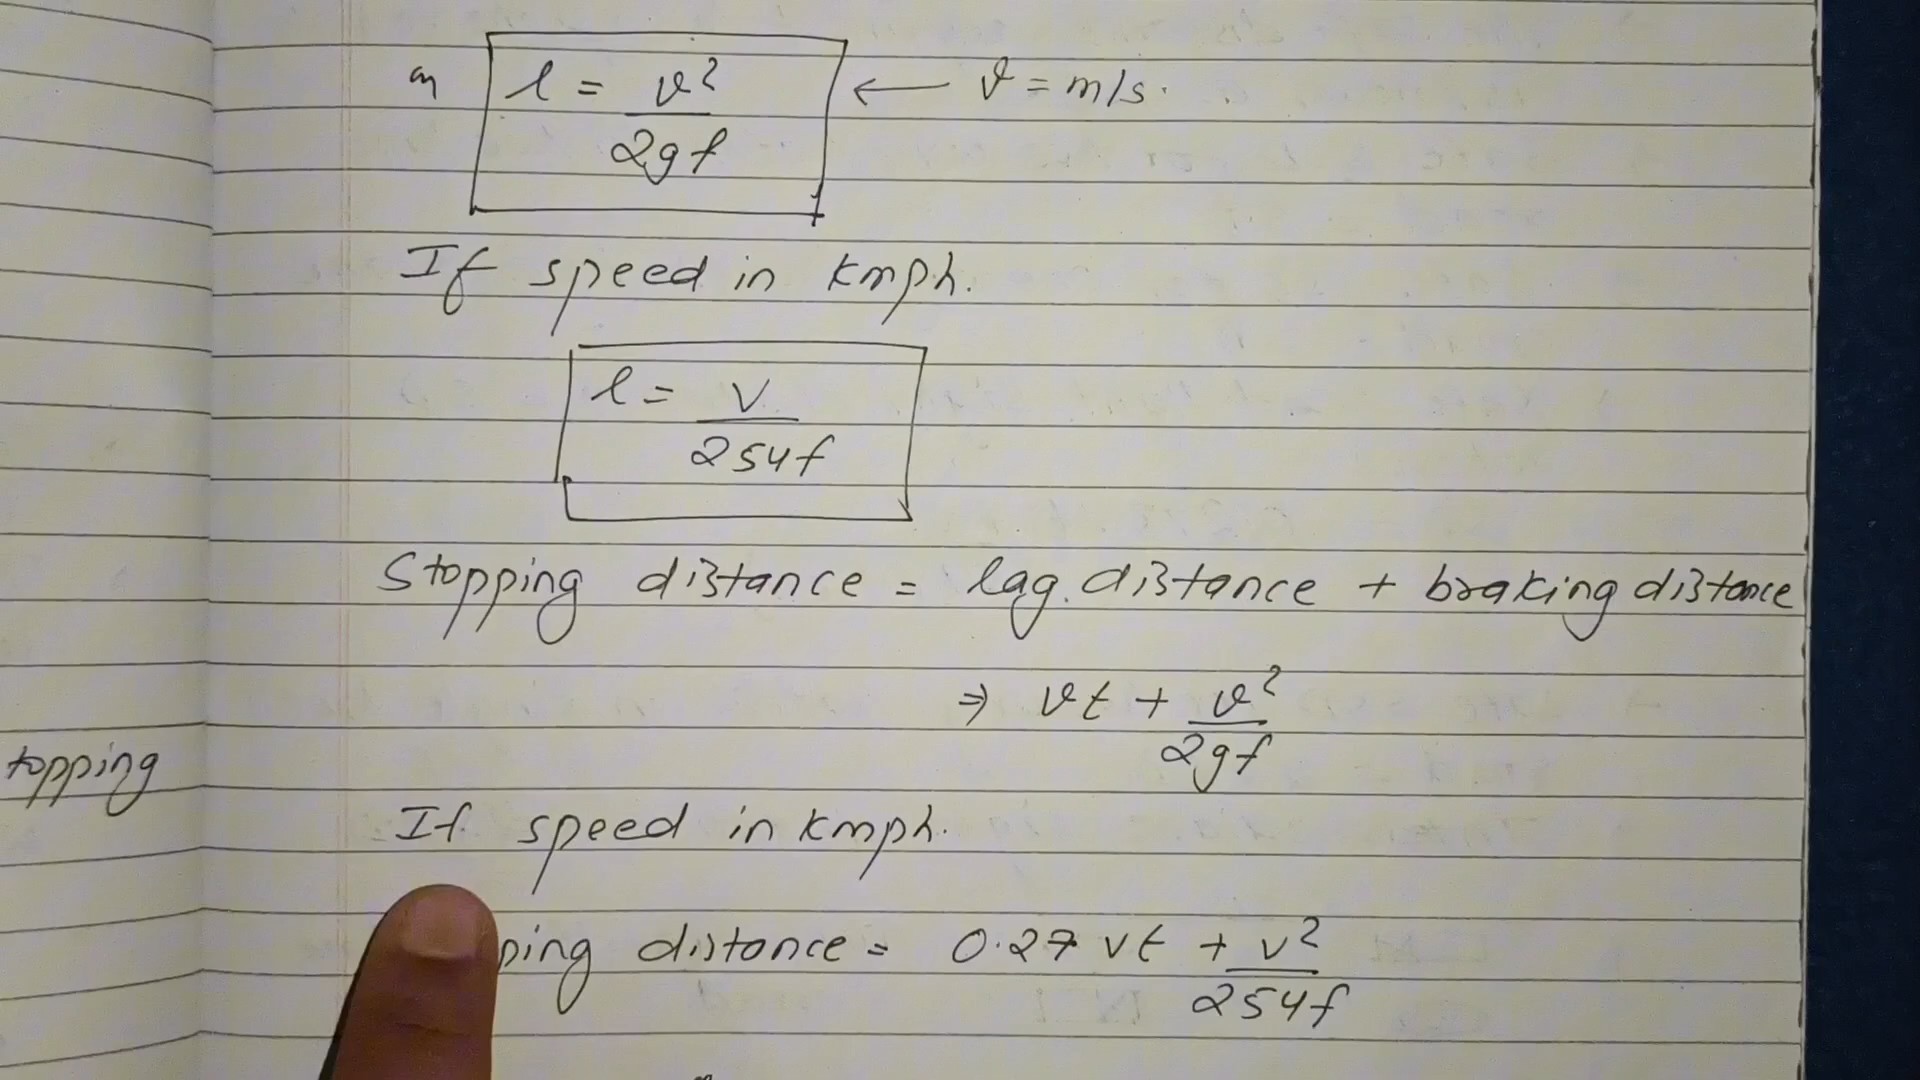 l = v²/2gf ← v = m/s.
If speed in kmph.
l = V/254f
Stopping distance = lag. distance + braking distance
⇒ vt + v²/2gf
topping
If speed in kmph.
ping distance = 0.27 vt + v²/254f